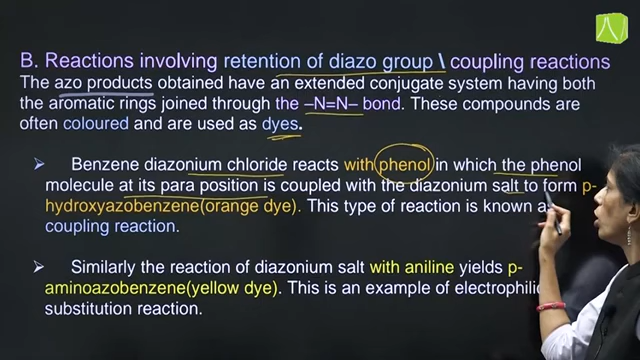 B. Reactions involving retention of diazo group \ coupling reactions
The azo products obtained have an extended conjugate system having both
the aromatic rings joined through the –N=N– bond. These compounds are
often coloured and are used as dyes.
Benzene diazonium chloride reacts with phenol in which the phenol
molecule at its para position is coupled with the diazonium salt to form p-
hydroxyazobenzene(orange dye). This type of reaction is known
coupling reaction.
Similarly the reaction of diazonium salt with aniline yields p-
aminoazobenzene(yellow dye). This is an example of electrophilic
substitution reaction.